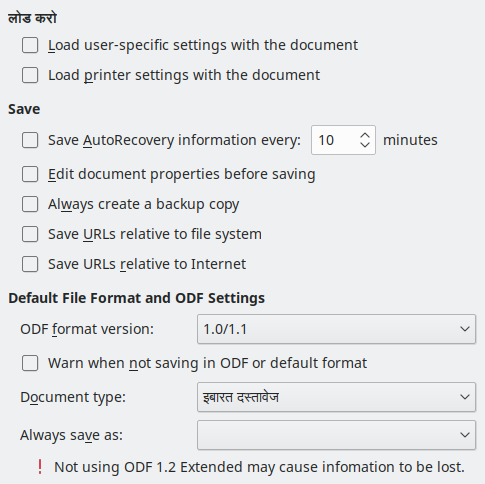 लोड करो
Load user-specific settings with the document
Load printer settings with the document
Save
Save AutoRecovery information every: 10 minutes
Edit document properties before saving
Always create a backup copy
Save URLs relative to file system
Save URLs relative to Internet
Default File Format and ODF Settings
ODF format version: 1.0/1.1
Warn when not saving in ODF or default format
Document type: इबारत दस्तावेज
Always save as:
! Not using ODF 1.2 Extended may cause infomation to be lost.